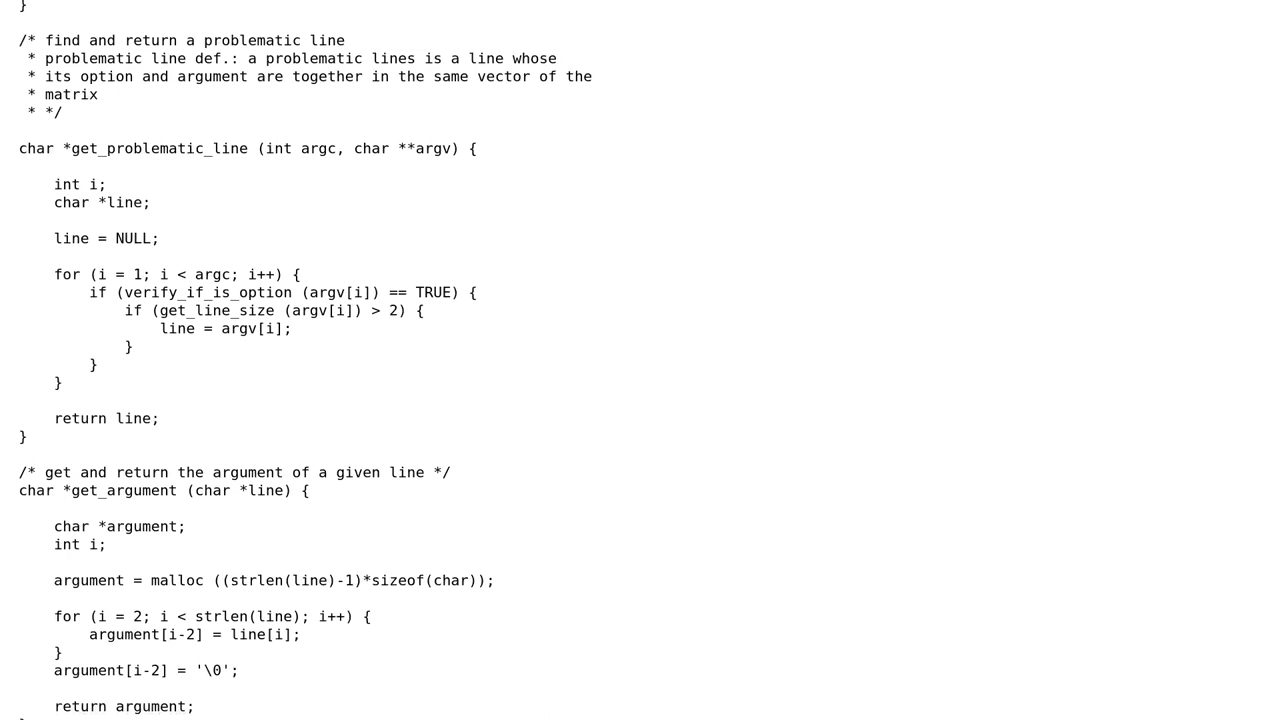 }
/* find and return a problematic line
 * problematic line def.: a problematic lines is a line whose
 * its option and argument are together in the same vector of the
 * matrix
 * */
char *get_problematic_line (int argc, char **argv) {
    int i;
    char *line;
    line = NULL;
    for (i = 1; i < argc; i++) {
        if (verify_if_is_option (argv[i]) == TRUE) {
            if (get_line_size (argv[i]) > 2) {
                line = argv[i];
            }
        }
    }
    return line;
}
/* get and return the argument of a given line */
char *get_argument (char *line) {
    char *argument;
    int i;
    argument = malloc ((strlen(line)-1)*sizeof(char));
    for (i = 2; i < strlen(line); i++) {
        argument[i-2] = line[i];
    }
    argument[i-2] = '\0';
    return argument;